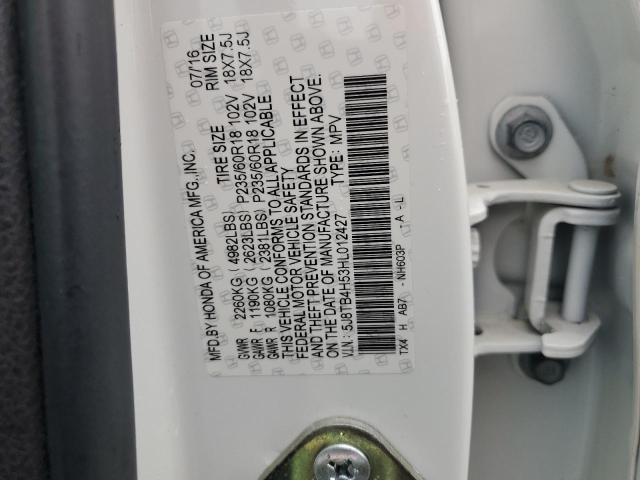 MFD.BY HONDA OF AMERICA MFG.,INC. 07/16
TIRE SIZE RIM SIZE
GVWR 2260KG (4982LBS) P235/60R18 102V 18X7.5J
GAWR F 1190KG (2623LBS) P235/60R18 102V 18X7.5J
GAWR R 1080KG (2381LBS)
THIS VEHICLE CONFORMS TO ALL APPLICABLE
FEDERAL MOTOR VEHICLE SAFETY
AND THEFT PREVENTION STANDARDS IN EFFECT
ON THE DATE OF MANUFACTURE SHOWN ABOVE.
V.I.N.: 5J8TB4H53HL012427 TYPE: MPV
TX4 H AB7 - NH603P T A - L